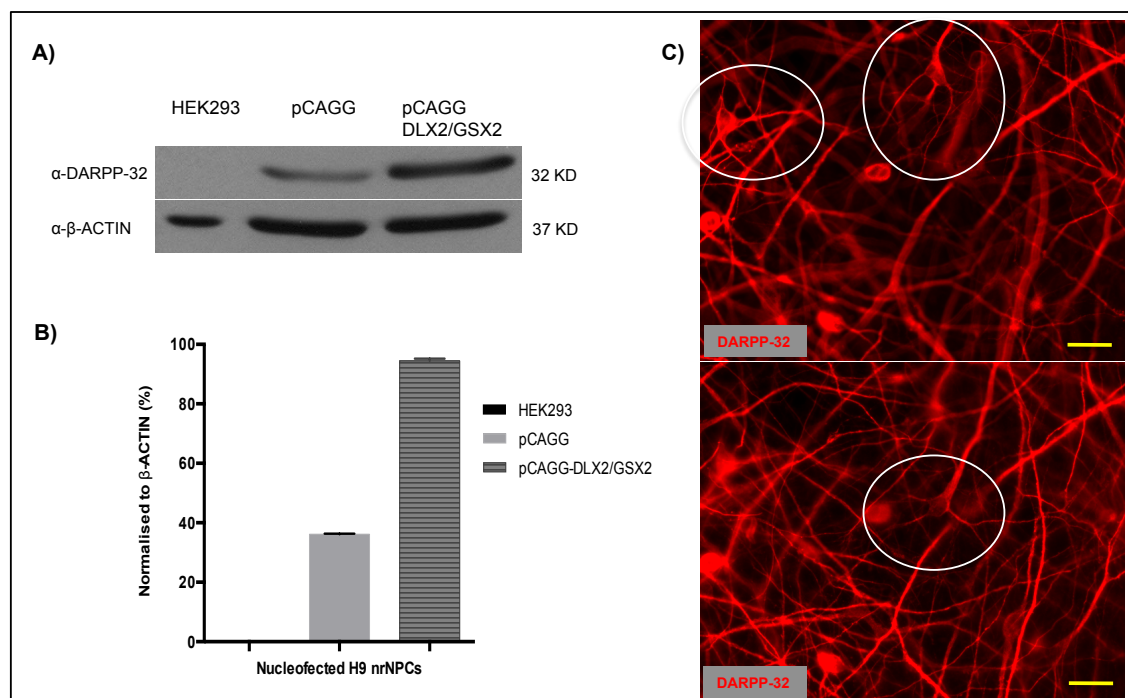 A)
HEK293 pCAGG pCAGG
DLX2/GSX2
α-DARPP-32 32 KD
α-β-ACTIN 37 KD
B)
Normalised to β-ACTIN (%)
100
80
60
40
20
0
Nucleofected H9 nrNPCs
HEK293
pCAGG
pCAGG-DLX2/GSX2
C)
DARPP-32
DARPP-32